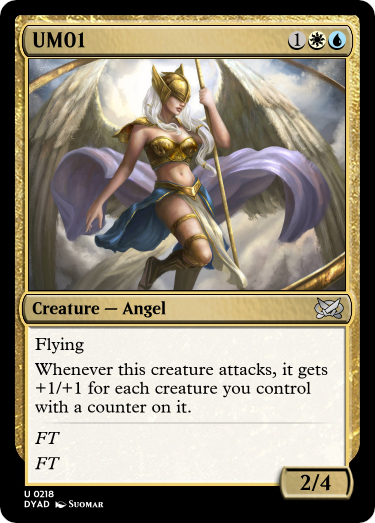 UM01 1
Creature — Angel
Flying
Whenever this creature attacks, it gets
+1/+1 for each creature you control
with a counter on it.
FT
FT
2/4
U 0218
DYAD SUOMAR